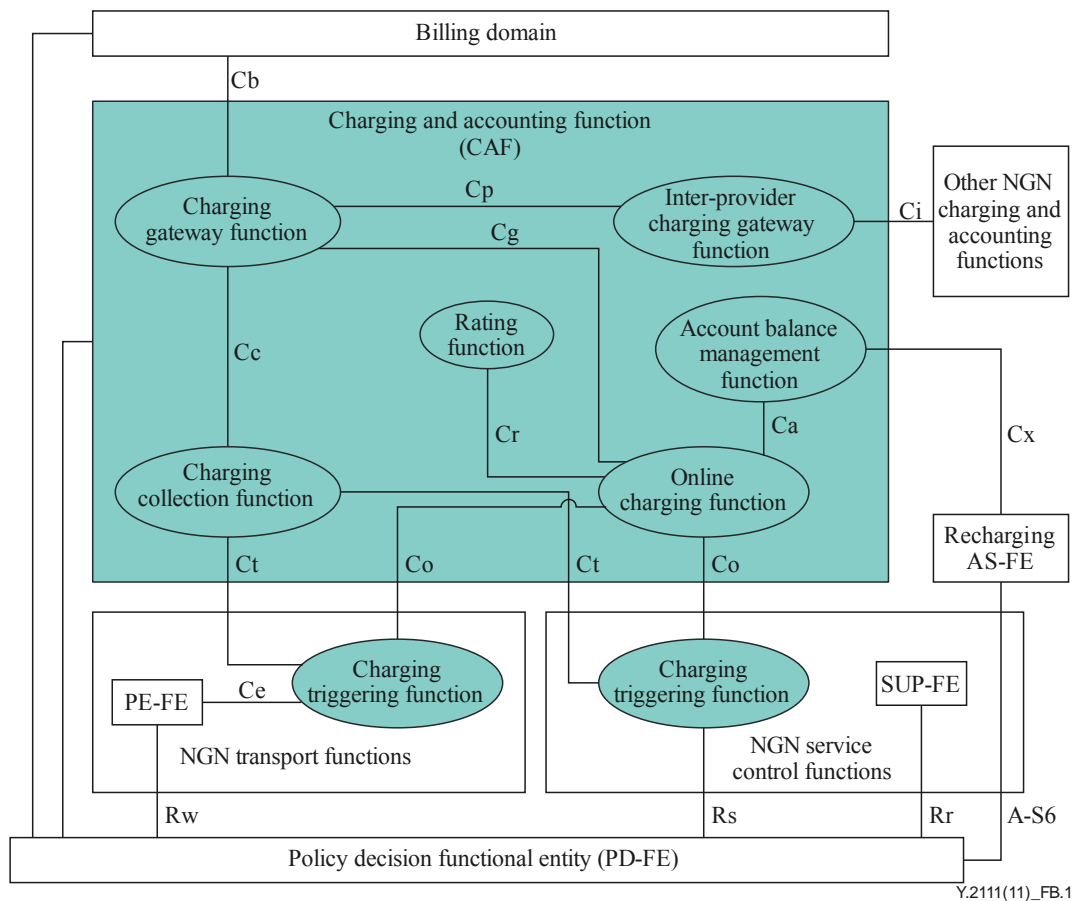 Billing domain
Cb
Charging and accounting function
(CAF)
Charging
gateway function
Cp
Cg
Inter-provider
charging gateway
function
Ci
Other NGN
charging and
accounting
functions
Rating
function
Account balance
management
function
Cc
Cr
Ca
Cx
Charging
collection function
Online
charging function
Recharging
AS-FE
Ct
Co
Ct
Co
Charging
triggering function
PE-FE
Ce
NGN transport functions
Charging
triggering function
SUP-FE
NGN service
control functions
Rw
Rs
Rr
A-S6
Policy decision functional entity (PD-FE)
Y.2111(11)_FB.1